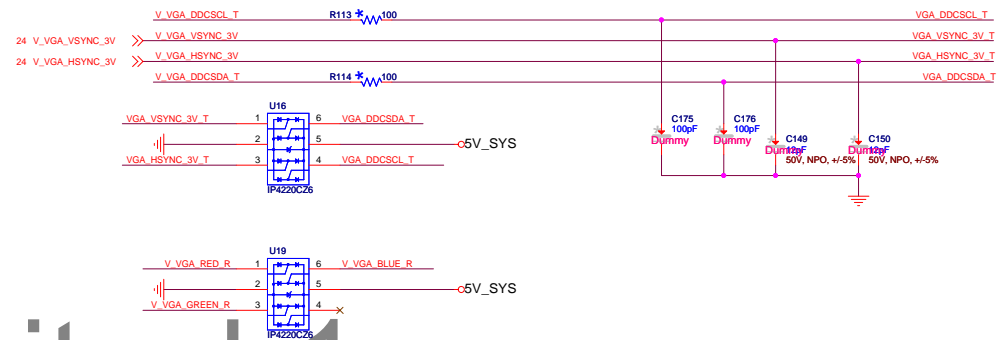 V_VGA_DDCSCL_T R113 * 100 VGA_DDCSCL_T
24 V_VGA_VSYNC_3V V_VGA_VSYNC_3V VGA_VSYNC_3V_T
24 V_VGA_HSYNC_3V V_VGA_HSYNC_3V VGA_HSYNC_3V_T
V_VGA_DDCSDA_T R114 * 100 VGA_DDCSDA_T
U16
VGA_VSYNC_3V_T 1 6 VGA_DDCSDA_T
2 5 5V_SYS
VGA_HSYNC_3V_T 3 4 VGA_DDCSCL_T
IP4220CZ6
C175 C176
100pF 100pF
Dummy Dummy
C149 C150
Dummy 12pF Dummy 12pF
50V, NPO, +/-5% 50V, NPO, +/-5%
U19
V_VGA_RED_R 1 6 V_VGA_BLUE_R
2 5 5V_SYS
V_VGA_GREEN_R 3 4
IP4220CZ6